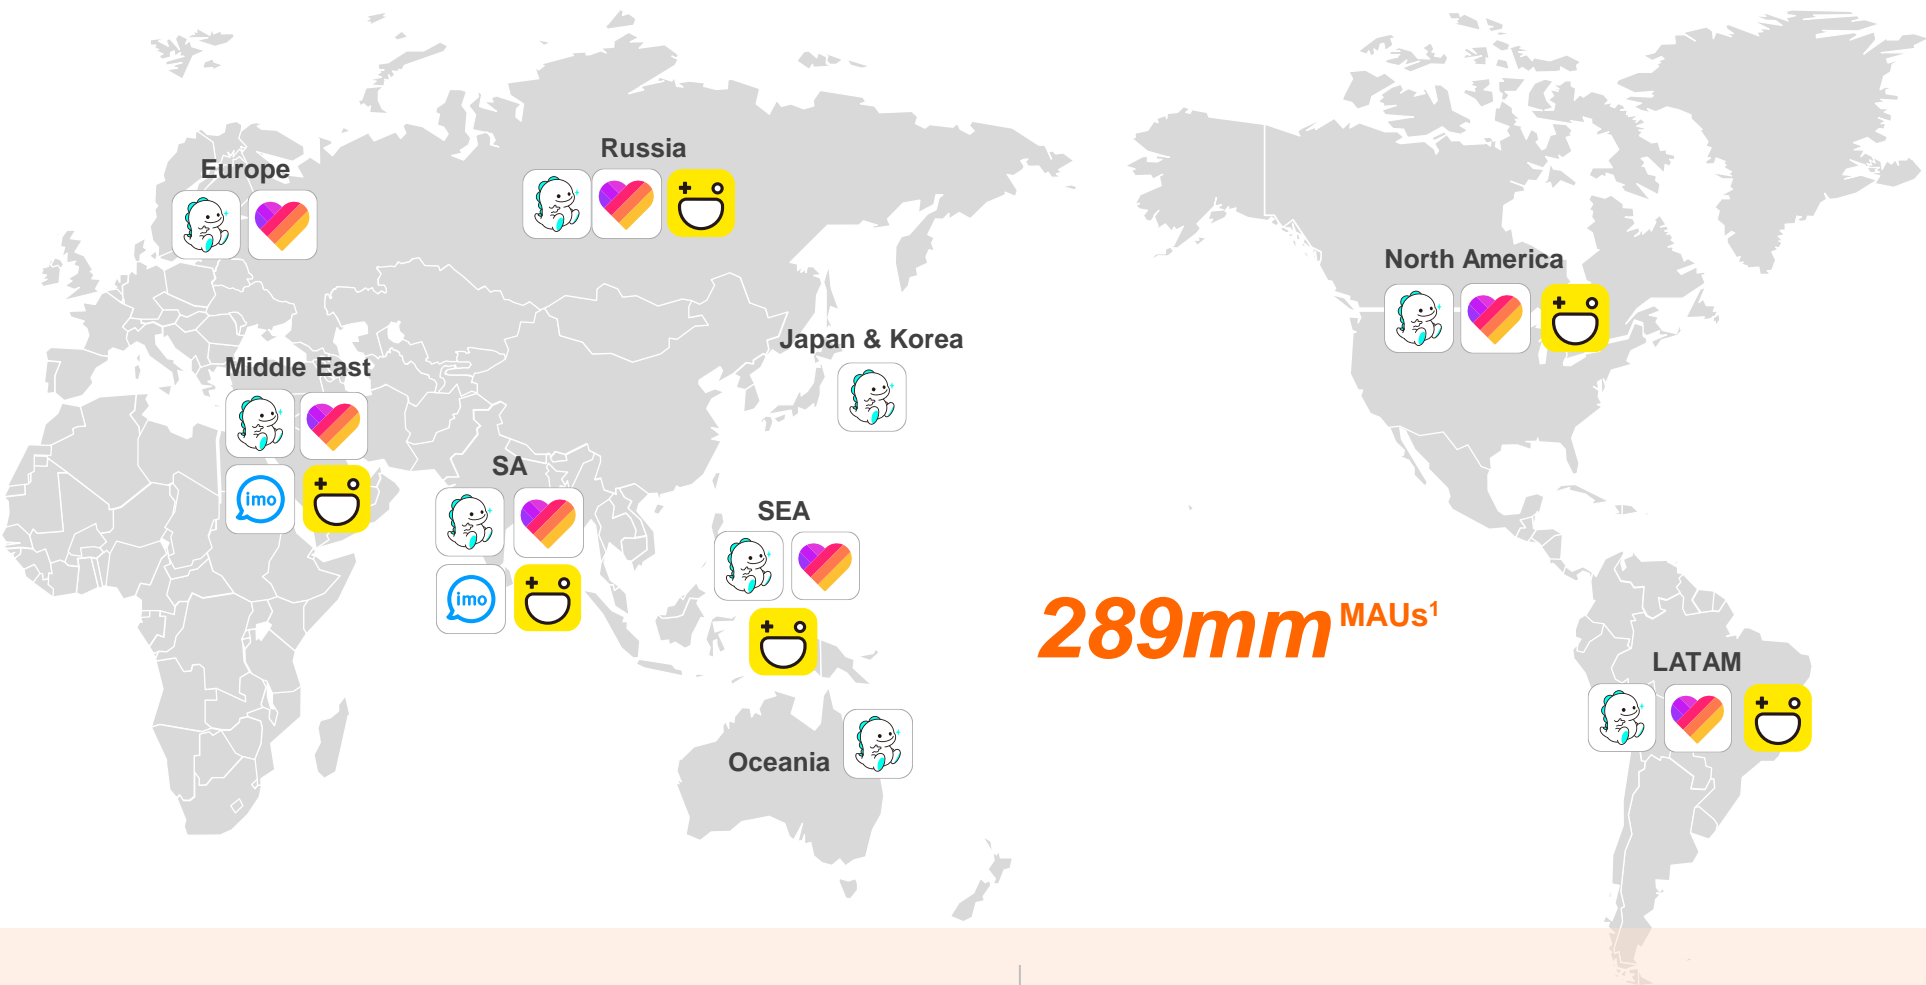 Russia
Europe
North America
Japan & Korea
Middle East
SA
imo
SEA
imo
289mm MAUs¹
LATAM
Oceania